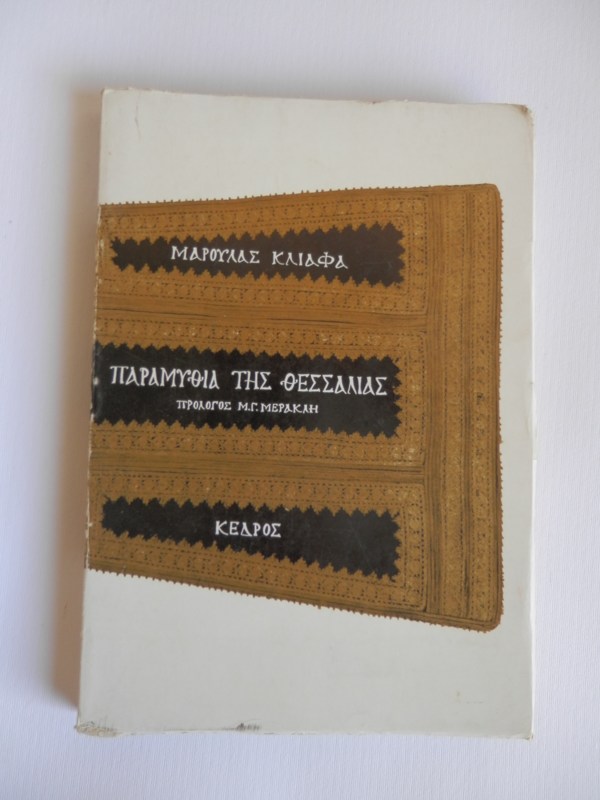 ΜΑΡΟΥΛΑΣ ΚΛΙΑΦΑ
ΠΑΡΑΜΥΘΙΑ ΤΗΣ ΘΕΣΣΑΛΙΑΣ
ΠΡΟΛΟΓΟΣ Μ.Γ. ΜΕΡΑΚΛΗ
ΚΕΔΡΟΣ